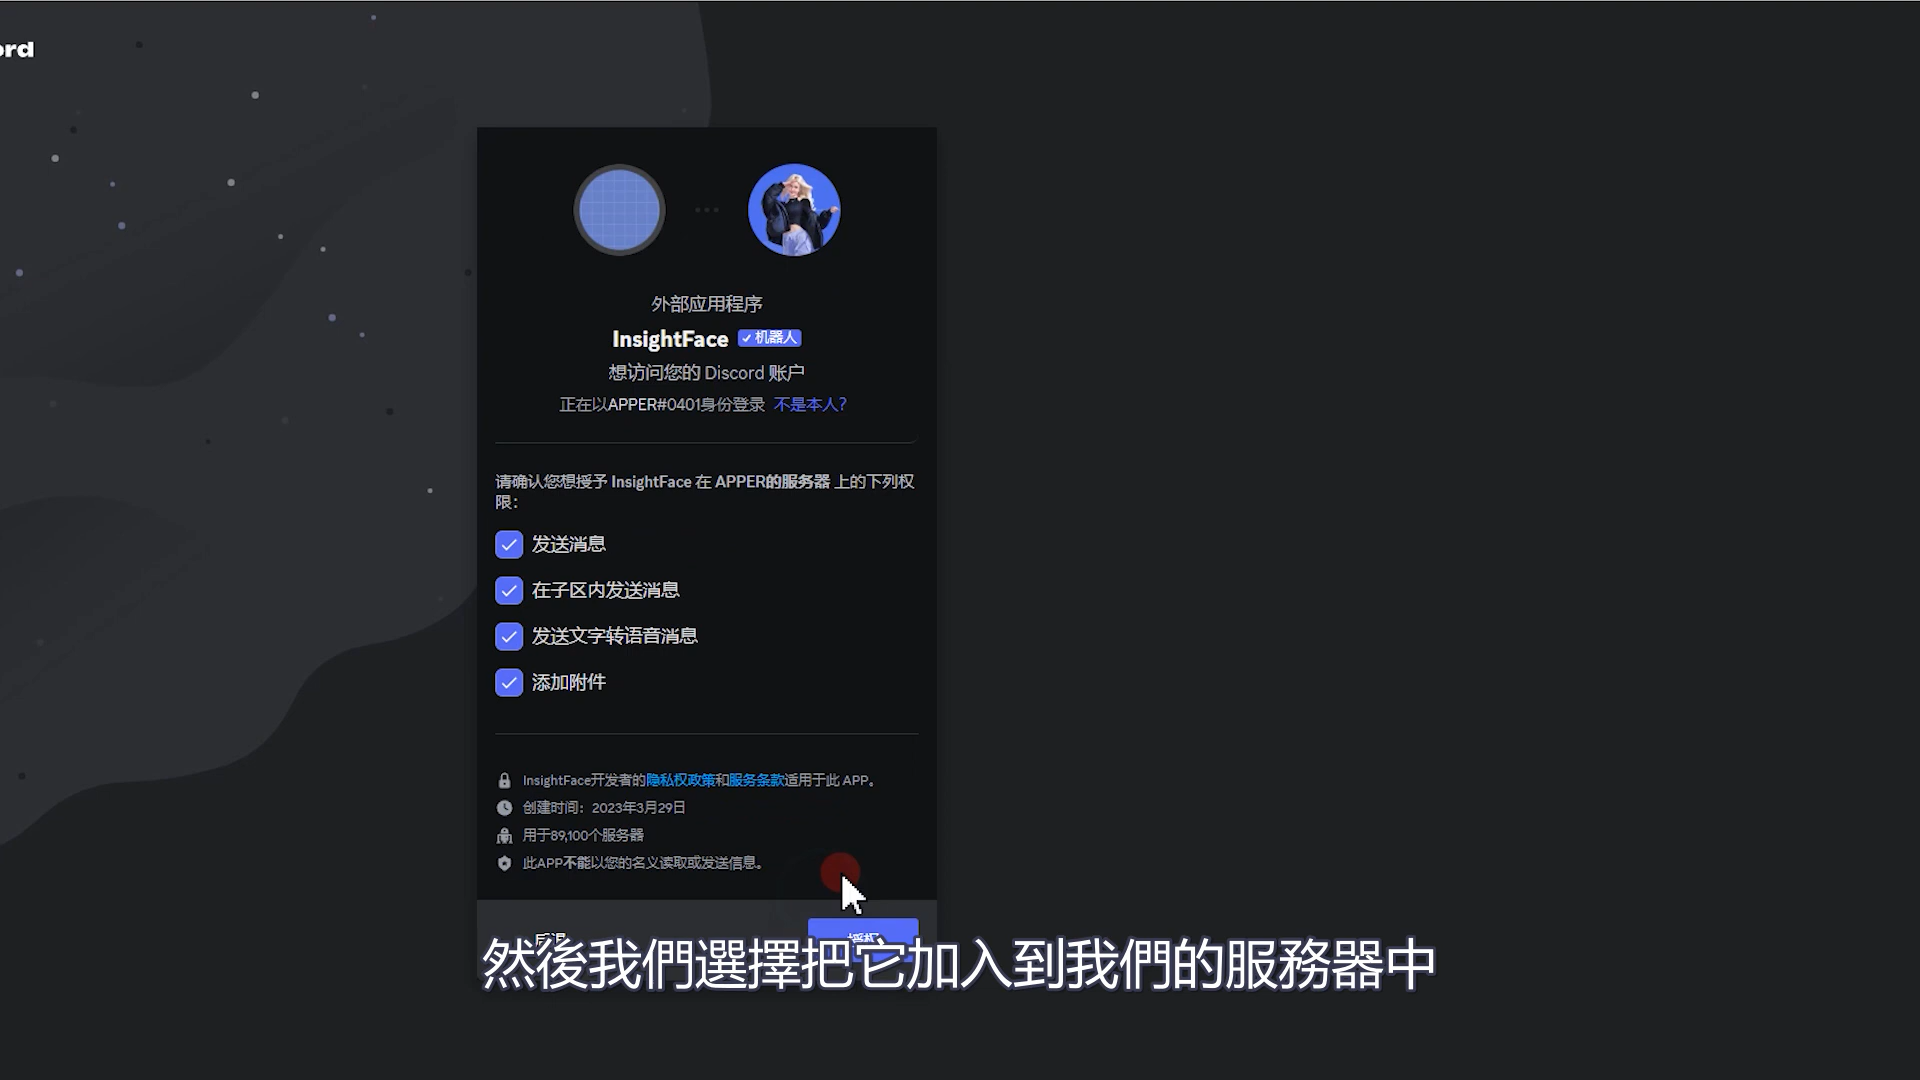 ord
外部应用程序
InsightFace ✓机器人
想访问您的 Discord 账户
正在以APPER#0401身份登录 不是本人?
请确认您想授予 InsightFace 在 APPER的服务器 上的下列权
限：
发送消息
在子区内发送消息
发送文字转语音消息
添加附件
InsightFace开发者的隐私权政策和服务条款适用于此 APP。
创建时间：2023年3月29日
用于89,100个服务器
此APP不能以您的名义读取或发送信息。
然後我們選擇把它加入到我們的服務器中